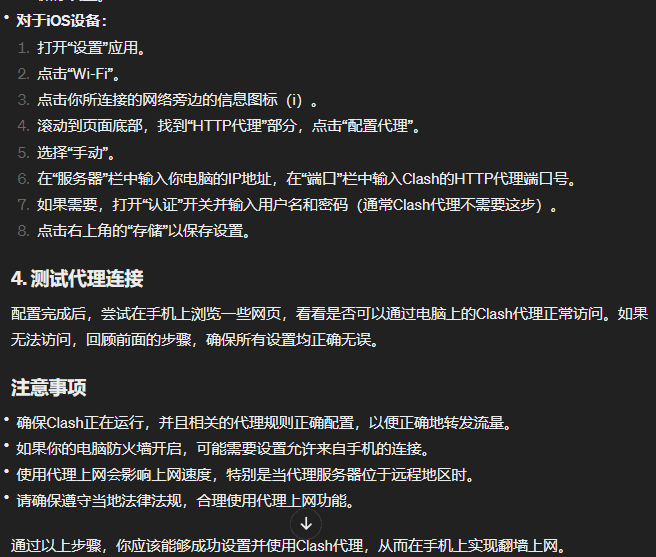 • 对于iOS设备：
1. 打开“设置”应用。
2. 点击“Wi-Fi”。
3. 点击你所连接的网络旁边的信息图标（i）。
4. 滚动到页面底部，找到“HTTP代理”部分，点击“配置代理”。
5. 选择“手动”。
6. 在“服务器”栏中输入你电脑的IP地址，在“端口”栏中输入Clash的HTTP代理端口号。
7. 如果需要，打开“认证”开关并输入用户名和密码（通常Clash代理不需要这步）。
8. 点击右上角的“存储”以保存设置。
4. 测试代理连接
配置完成后，尝试在手机上浏览一些网页，看看是否可以通过电脑上的Clash代理正常访问。如果
无法访问，回顾前面的步骤，确保所有设置均正确无误。
注意事项
• 确保Clash正在运行，并且相关的代理规则正确配置，以便正确地转发流量。
• 如果你的电脑防火墙开启，可能需要设置允许来自手机的连接。
• 使用代理上网会影响上网速度，特别是当代理服务器位于远程地区时。
• 请确保遵守当地法律法规，合理使用代理上网功能。
通过以上步骤，你应该能够成功设置并使用Clash代理，从而在手机上实现翻墙上网。